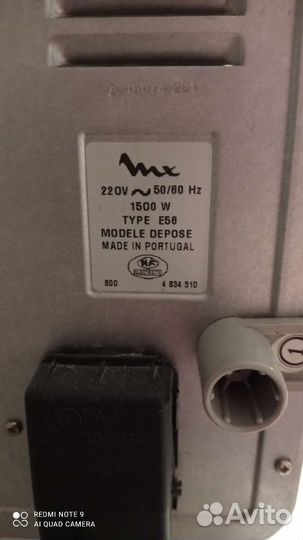 mx
220V ~ 50/60 Hz
1500 W
TYPE E56
MODELE DEPOSE
MADE IN PORTUGAL
800 4 834 510
REDMI NOTE 9
AI QUAD CAMERA
Avito